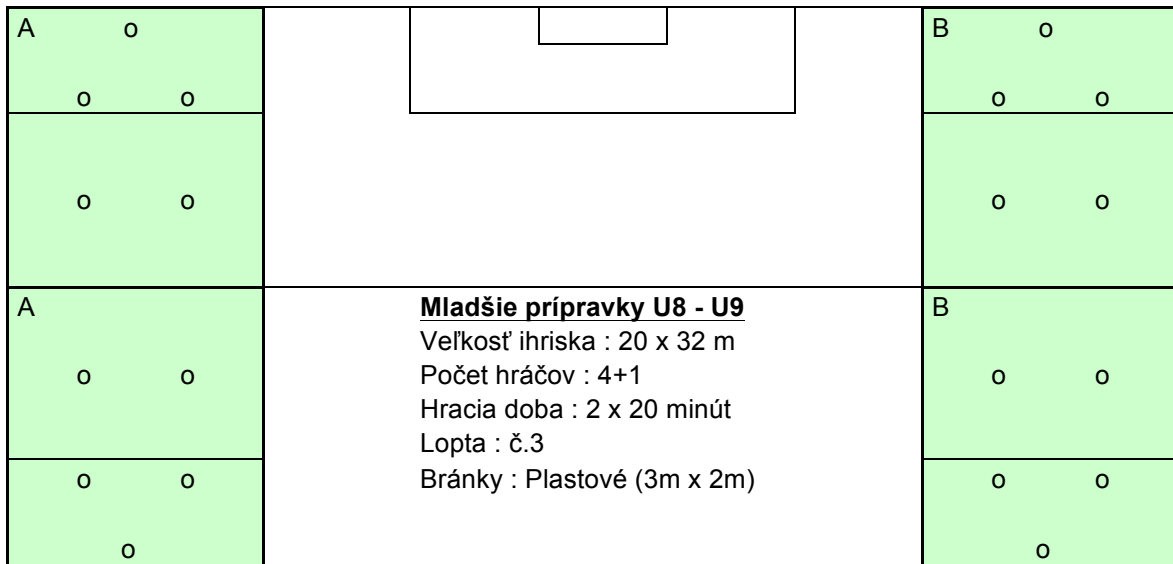 A o B o
o o o o
o o o o
A Mladšie prípravky U8 - U9 B
Veľkosť ihriska : 20 x 32 m
o o Počet hráčov : 4+1 o o
Hracia doba : 2 x 20 minút
Lopta : č.3
o o Bránky : Plastové (3m x 2m) o o
o o